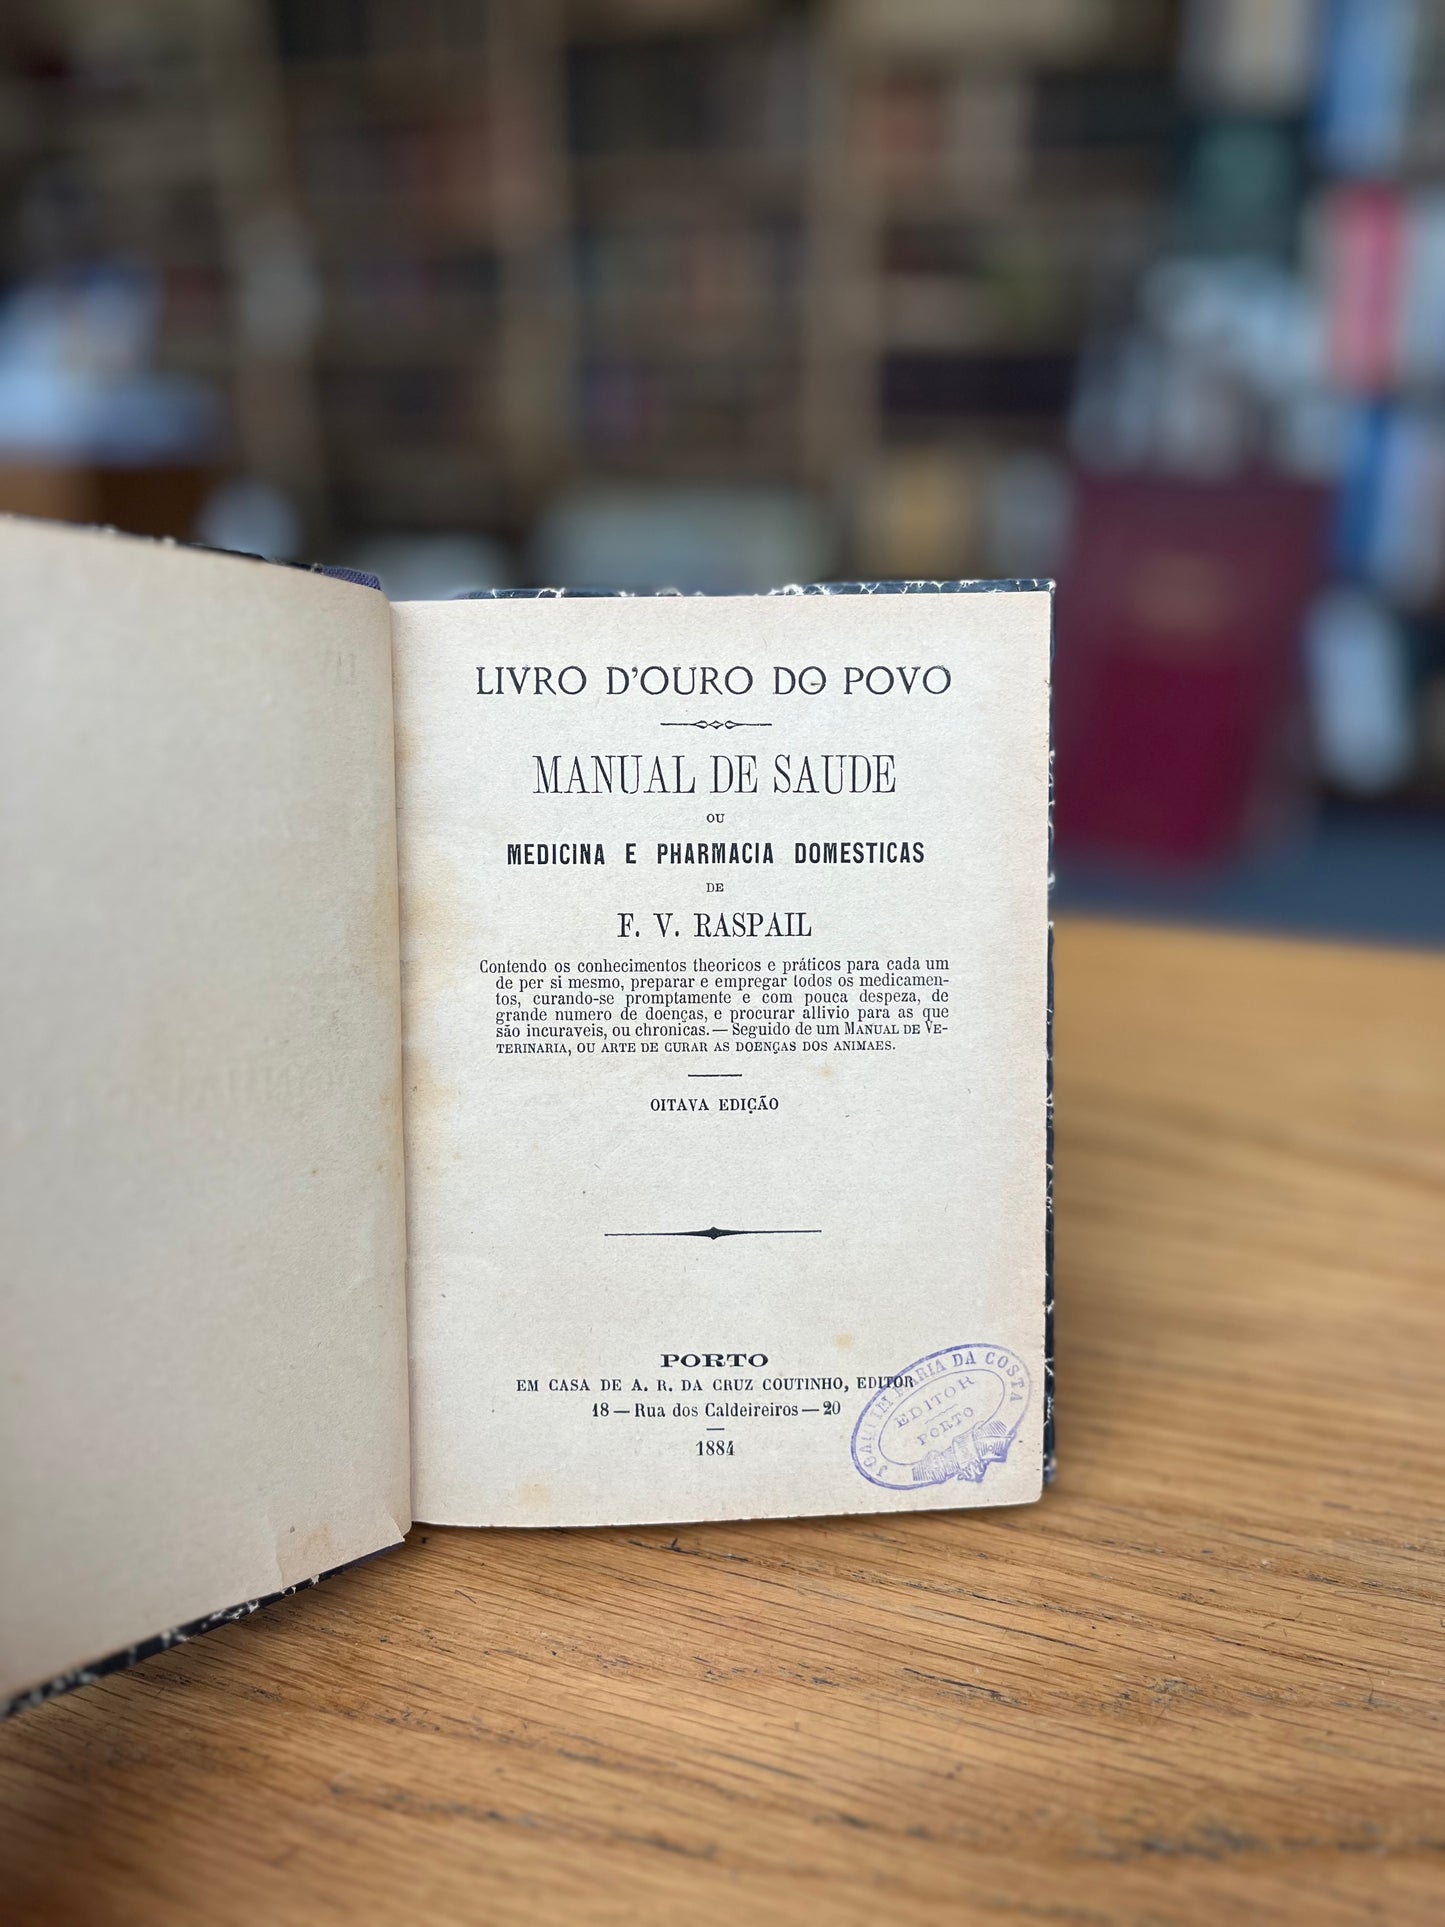 LIVRO D'OURO DO POVO
MANUAL DE SAUDE
OU
MEDICINA E PHARMACIA DOMESTICAS
DE
F. V. RASPAIL
Contendo os conhecimentos theoricos e práticos para cada um
de per si mesmo, preparar e empregar todos os medicamen-
tos, curando-se promptamente e com pouca despeza, de
grande numero de doenças, e procurar allivio para as que
são incuraveis, ou chronicas. — Seguido de um MANUAL DE VE-
TERINARIA, OU ARTE DE CURAR AS DOENÇAS DOS ANIMAES.
OITAVA EDIÇÃO
PORTO
EM CASA DE A. R. DA CRUZ COUTINHO, EDITOR
18 — Rua dos Caldeireiros — 20
1884
JOAQUIM MARIA DA COSTA
EDITOR
PORTO